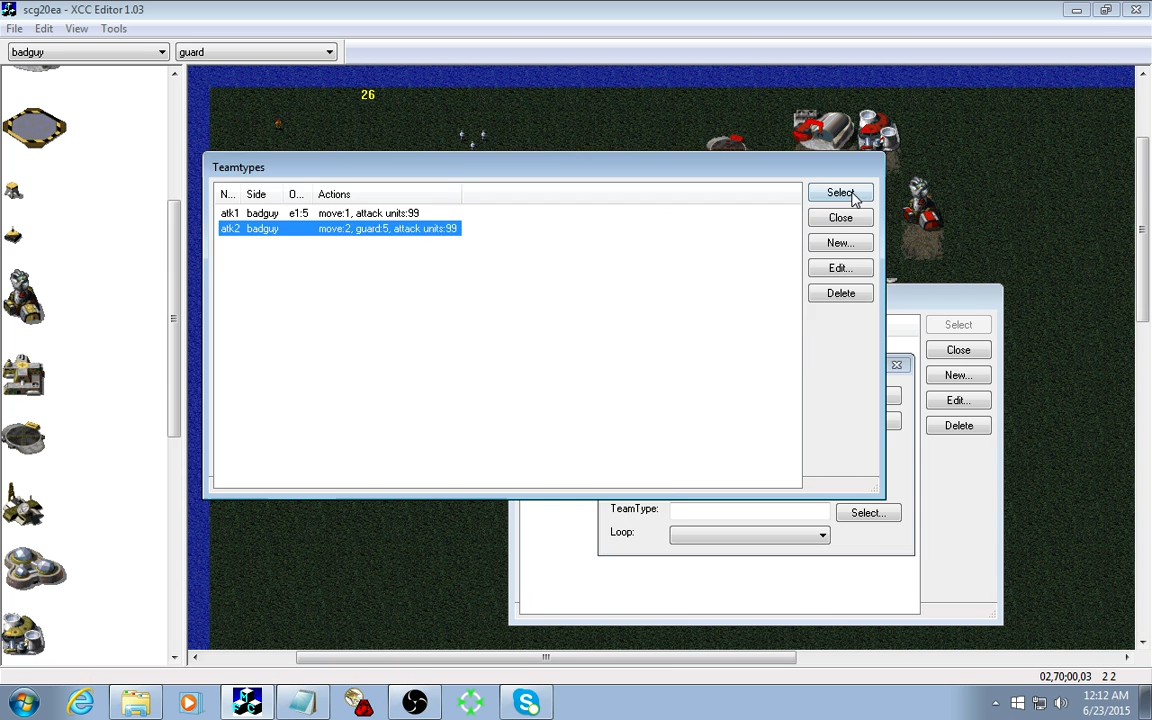 scg20ea - XCC Editor 1.03
File Edit View Tools
badguy guard
26
Teamtypes
N... Side O... Actions
atk1 badguy e1:5 move:1, attack units:99
atk2 badguy move:2, guard:5, attack units:99
Select
Close
New...
Edit...
Delete
Select
Close
New...
Edit...
Delete
TeamType: Select...
Loop:
02,70;00,03 2 2
12:12 AM
6/23/2015